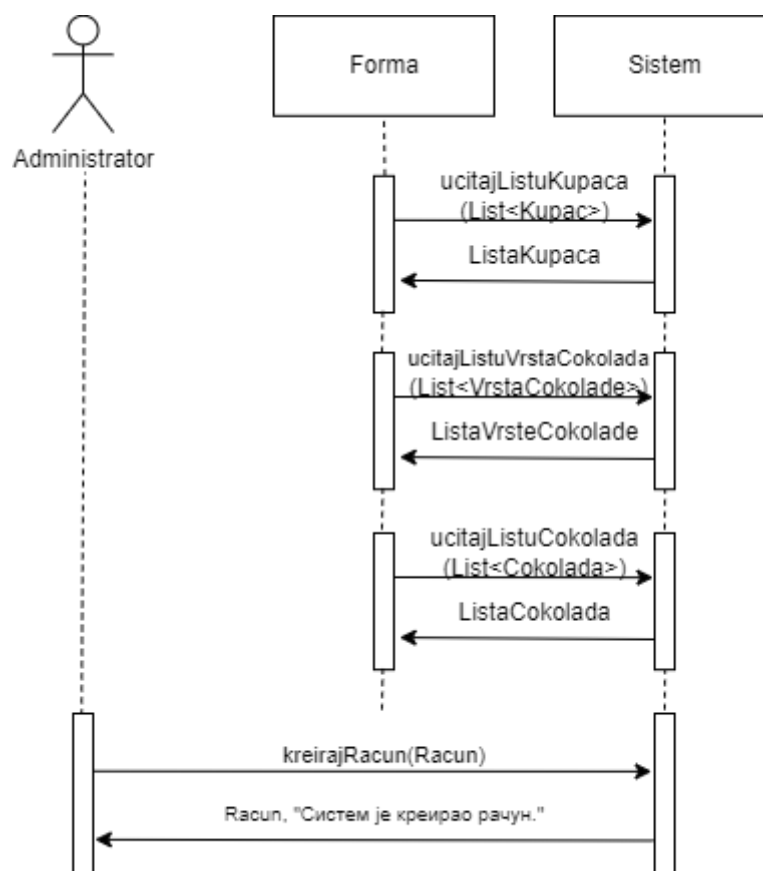 Forma
Sistem
Administrator
ucitajListuKupaca
(List<Kupac>)
ListaKupaca
ucitajListuVrstaCokolada
(List<VrstaCokolade>)
ListaVrsteCokolade
ucitajListuCokolada
(List<Cokolada>)
ListaCokolada
kreirajRacun(Racun)
Racun, "Систем је креирао рачун."